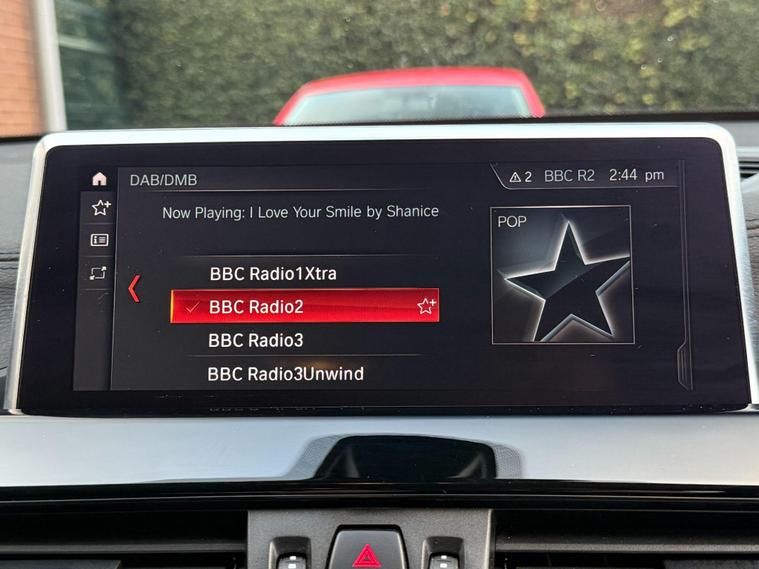 DAB/DMB
2 BBC R2 2:44 pm
Now Playing: I Love Your Smile by Shanice
POP
BBC Radio1Xtra
BBC Radio2
BBC Radio3
BBC Radio3Unwind